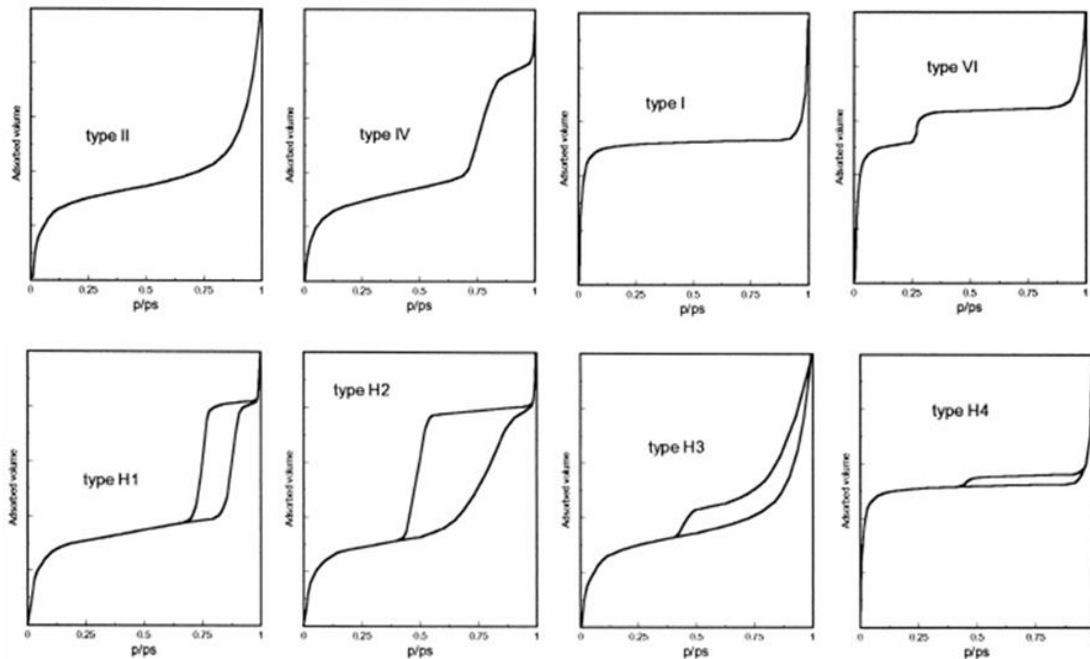 Adsorbed volume
type II
0 0.25 0.5 0.75 1
p/ps
Adsorbed volume
type IV
0 0.25 0.5 0.75 1
p/ps
Adsorbed volume
type I
0 0.25 0.5 0.75 1
p/ps
Adsorbed volume
type VI
0 0.25 0.5 0.75 1
p/ps
Adsorbed volume
type H1
0 0.25 0.5 0.75 1
p/ps
Adsorbed volume
type H2
0 0.25 0.5 0.75 1
p/ps
Adsorbed volume
type H3
0 0.25 0.5 0.75 1
p/ps
Adsorbed volume
type H4
0 0.25 0.5 0.75 1
p/ps